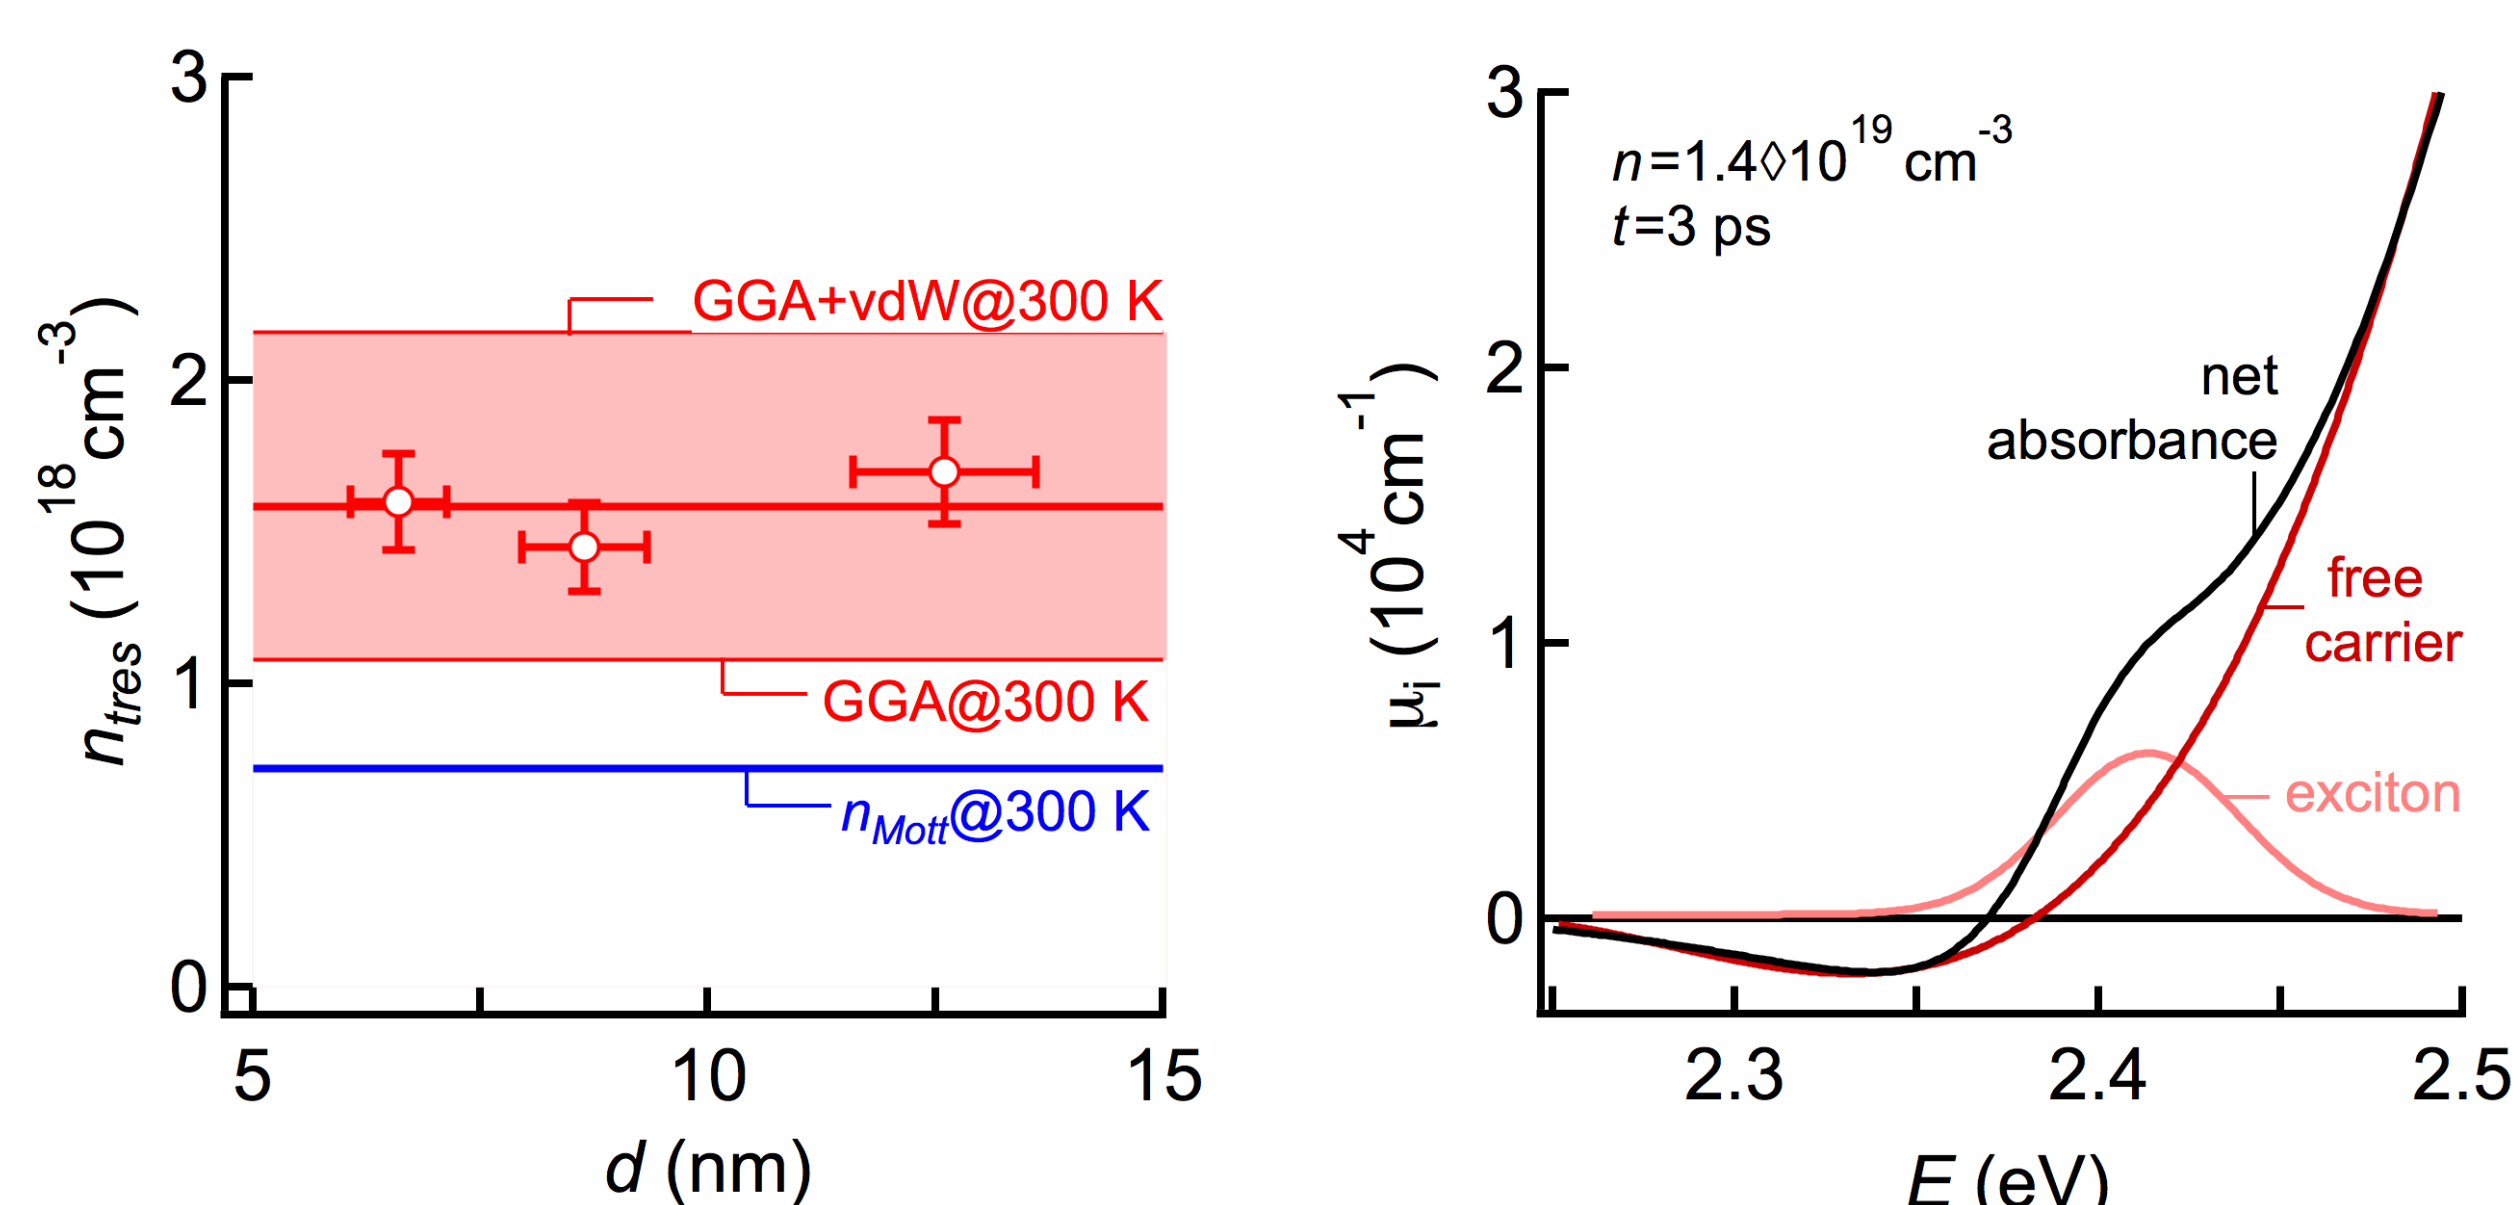 3
2
1
0
n_tres (10^18 cm^-3)
GGA+vdW@300 K
GGA@300 K
n_Mott@300 K
5 10 15
d (nm)
3
2
1
0
μ_i (10^4 cm^-1)
n=1.4◊10^19 cm^-3
t=3 ps
net
absorbance
free
carrier
exciton
2.3 2.4 2.5
E (eV)